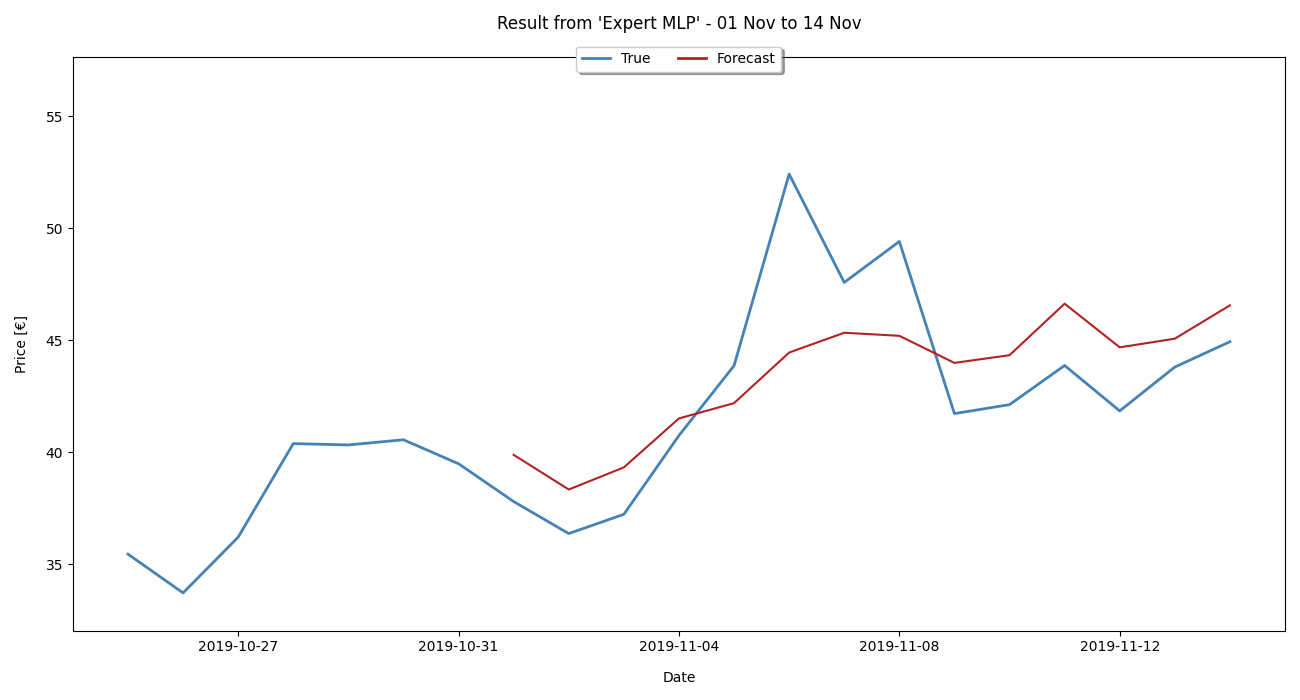 Result from 'Expert MLP' - 01 Nov to 14 Nov
True Forecast
55
50
45
40
35
Price [€]
2019-10-27 2019-10-31 2019-11-04 2019-11-08 2019-11-12
Date